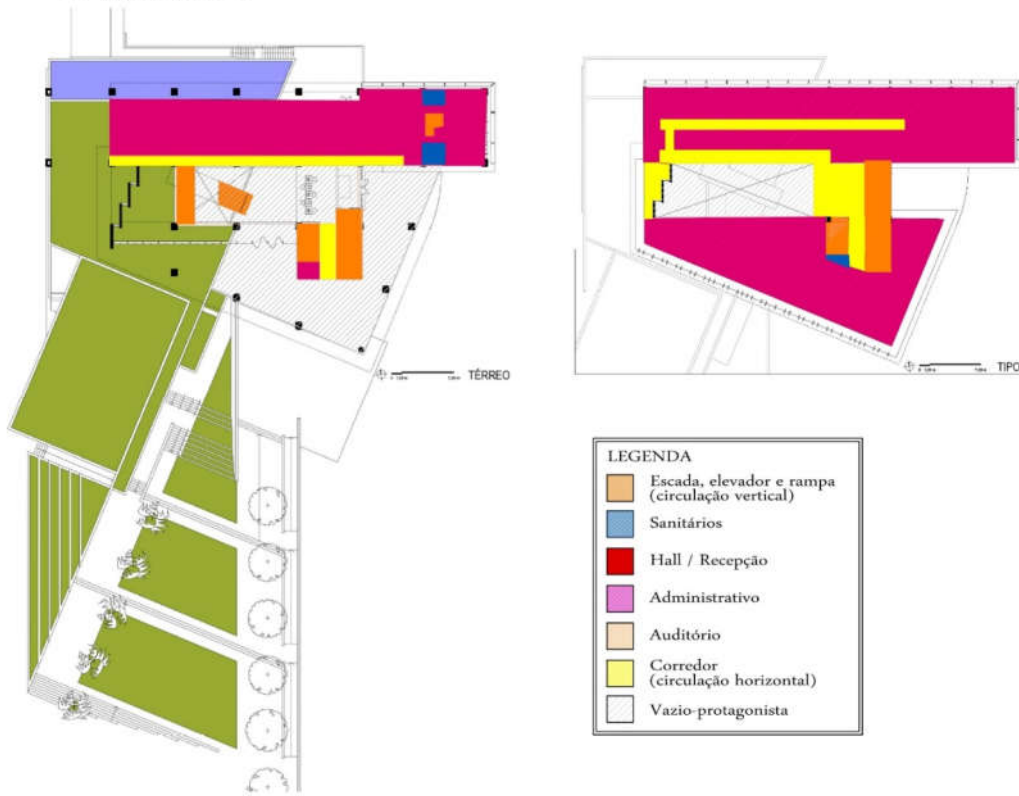 TÉRREO
TIPO
LEGENDA
Escada, elevador e rampa
(circulação vertical)
Sanitários
Hall / Recepção
Administrativo
Auditório
Corredor
(circulação horizontal)
Vazio-protagonista